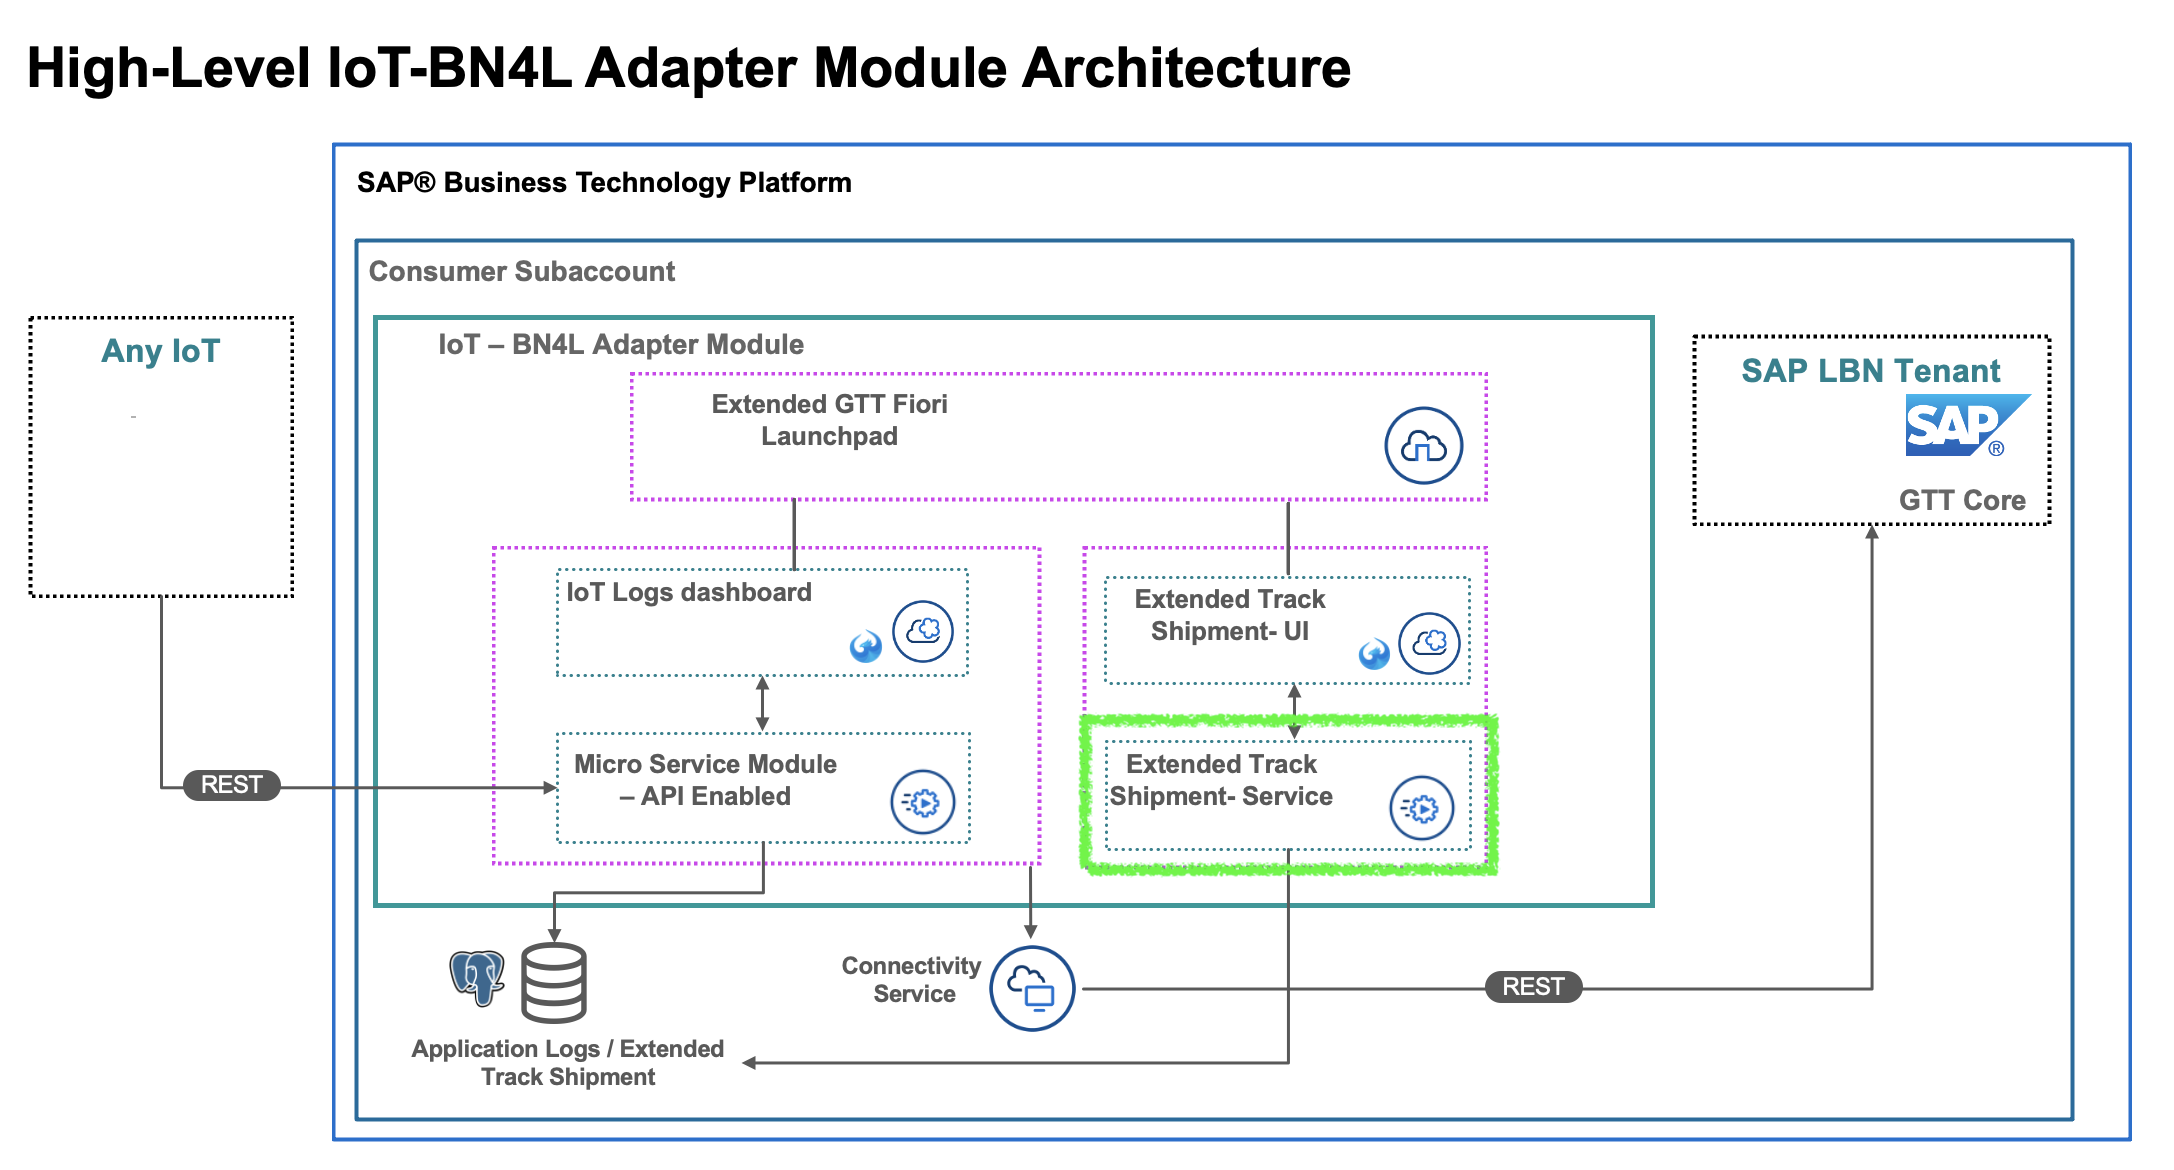 High-Level IoT-BN4L Adapter Module Architecture
SAP® Business Technology Platform
Consumer Subaccount
Any IoT
-
IoT – BN4L Adapter Module
Extended GTT Fiori
Launchpad
SAP LBN Tenant
SAP®
GTT Core
IoT Logs dashboard
Extended Track
Shipment- UI
Micro Service Module
– API Enabled
Extended Track
Shipment- Service
REST
Connectivity
Service
REST
Application Logs / Extended
Track Shipment